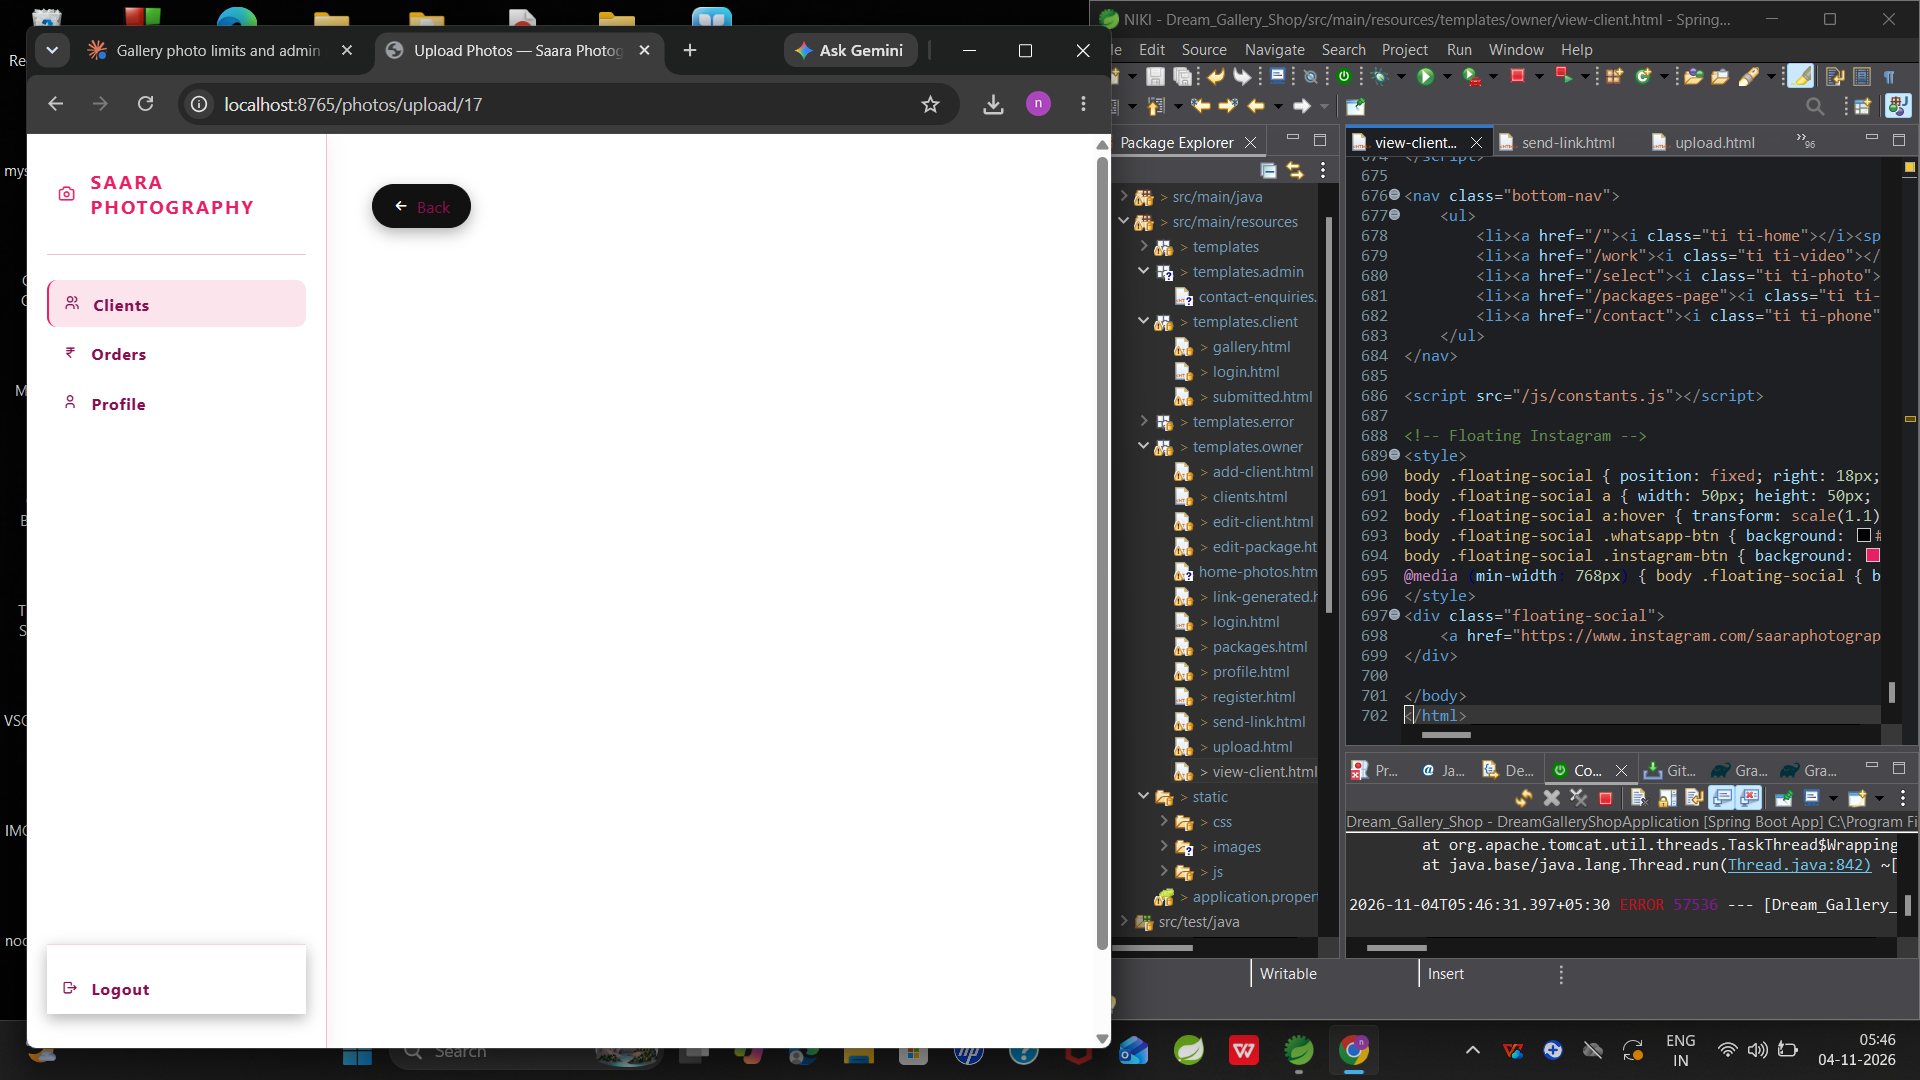 Gallery photo limits and admin
Upload Photos — Saara Photog
Ask Gemini
localhost:8765/photos/upload/17
n
SAARA
PHOTOGRAPHY
Clients
Orders
Profile
Logout
Back
NIKI - Dream_Gallery_Shop/src/main/resources/templates/owner/view-client.html - Spring...
Edit Source Navigate Search Project Run Window Help
Package Explorer
> src/main/java
> src/main/resources
> templates
> templates.admin
contact-enquiries.
> templates.client
> gallery.html
> login.html
> submitted.html
> templates.error
> templates.owner
> add-client.html
> clients.html
> edit-client.html
> edit-package.ht
home-photos.htm
> link-generated.h
> login.html
> packages.html
> profile.html
> register.html
> send-link.html
> upload.html
> view-client.html
> static
> css
> images
> js
> application.proper
src/test/java
view-client... send-link.html upload.html 96
674 </script>
675
676 <nav class="bottom-nav">
677 <ul>
678 <li><a href="/"><i class="ti ti-home"></i><sp
679 <li><a href="/work"><i class="ti ti-video"></
680 <li><a href="/select"><i class="ti ti-photo">
681 <li><a href="/packages-page"><i class="ti ti-
682 <li><a href="/contact"><i class="ti ti-phone"
683 </ul>
684 </nav>
685
686 <script src="/js/constants.js"></script>
687
688 <!-- Floating Instagram -->
689 <style>
690 body .floating-social { position: fixed; right: 18px;
691 body .floating-social a { width: 50px; height: 50px;
692 body .floating-social a:hover { transform: scale(1.1)
693 body .floating-social .whatsapp-btn { background: #
694 body .floating-social .instagram-btn { background:
695 @media (min-width: 768px) { body .floating-social { b
696 </style>
697 <div class="floating-social">
698 <a href="https://www.instagram.com/saaraphotograp
699 </div>
700
701 </body>
702 </html>
Pr... Ja... De... Co... Git... Gra... Gra...
Dream_Gallery_Shop - DreamGalleryShopApplication [Spring Boot App] C:\Program Fi
at org.apache.tomcat.util.threads.TaskThread$Wrapping
at java.base/java.lang.Thread.run(Thread.java:842) ~[
2026-11-04T05:46:31.397+05:30 ERROR 57536 --- [Dream_Gallery_
Writable Insert
Search
ENG
IN
05:46
04-11-2026